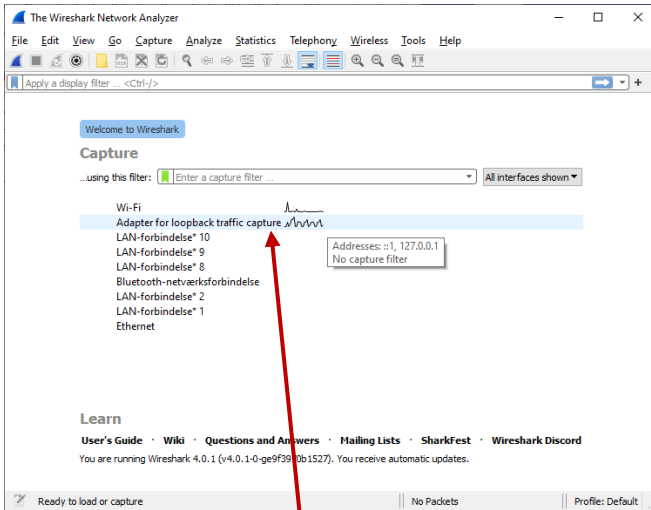 The Wireshark Network Analyzer
File Edit View Go Capture Analyze Statistics Telephony Wireless Tools Help
Apply a display filter ... <Ctrl-/>
Welcome to Wireshark
Capture
...using this filter: Enter a capture filter ... All interfaces shown
Wi-Fi
Adapter for loopback traffic capture
LAN-forbindelse* 10
Addresses: ::1, 127.0.0.1
LAN-forbindelse* 9
No capture filter
LAN-forbindelse* 8
Bluetooth-netværksforbindelse
LAN-forbindelse* 2
LAN-forbindelse* 1
Ethernet
Learn
User's Guide · Wiki · Questions and Answers · Mailing Lists · SharkFest · Wireshark Discord
You are running Wireshark 4.0.1 You receive automatic updates.
Ready to load or capture No Packets Profile: Default